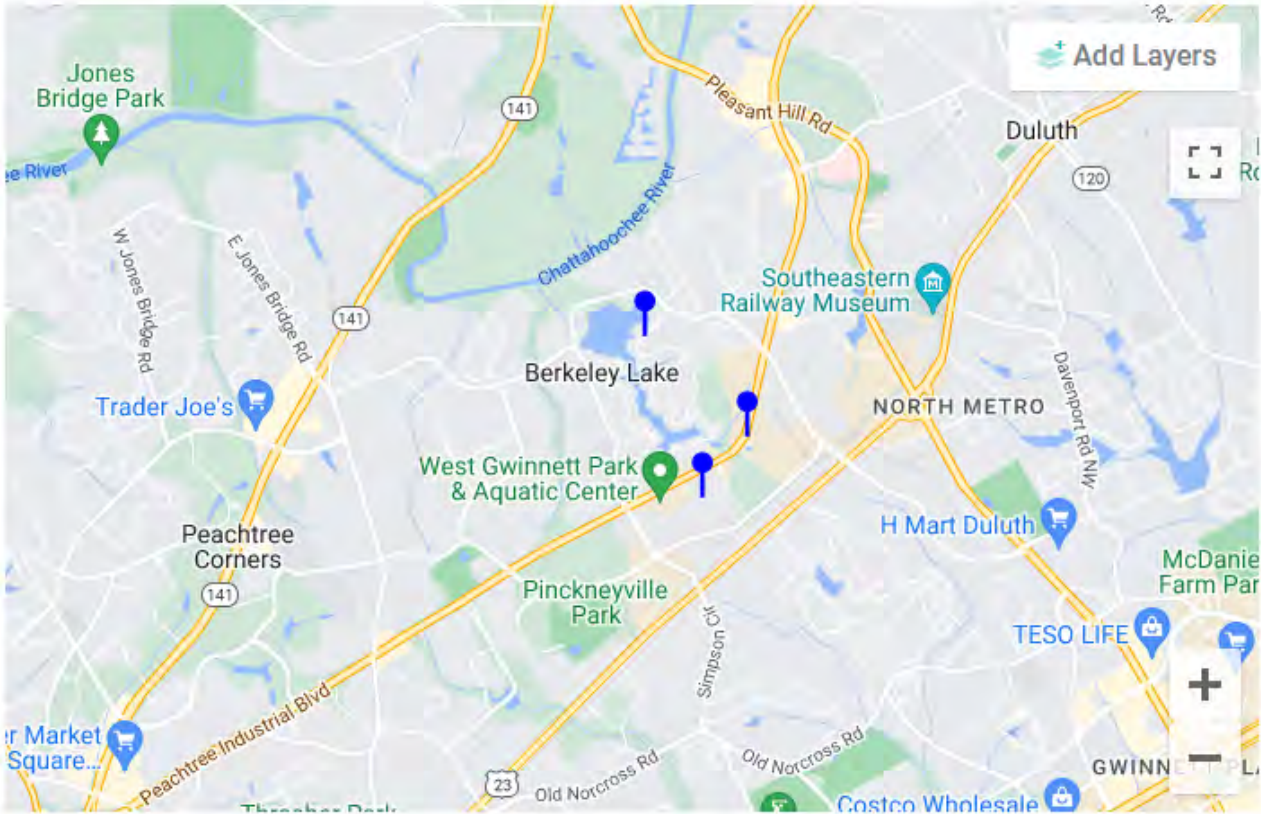 Add Layers
Jones
Bridge Park
141
Pleasant Hill Rd
Duluth
120
ee River
Chattahoochee River
W Jones Bridge Rd
E Jones Bridge Rd
Southeastern
Railway Museum
141
Berkeley Lake
Davenport Rd NW
Trader Joe's
NORTH METRO
West Gwinnett Park
& Aquatic Center
H Mart Duluth
Peachtree
Corners
McDanie
Farm Par
141
Pinckneyville
Park
Simpson Cir
TESO LIFE
Peachtree Industrial Blvd
er Market
Square...
23
Old Norcross Rd
Old Norcross Rd
Costco Wholesale